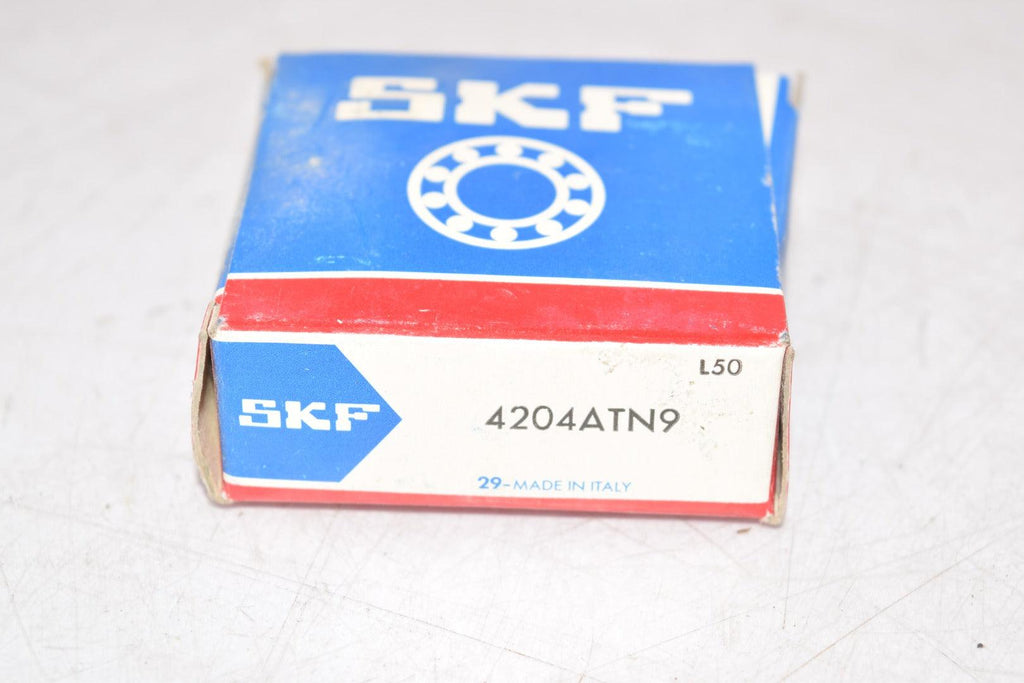 SKF
L50
SKF
4204ATN9
29-MADE IN ITALY